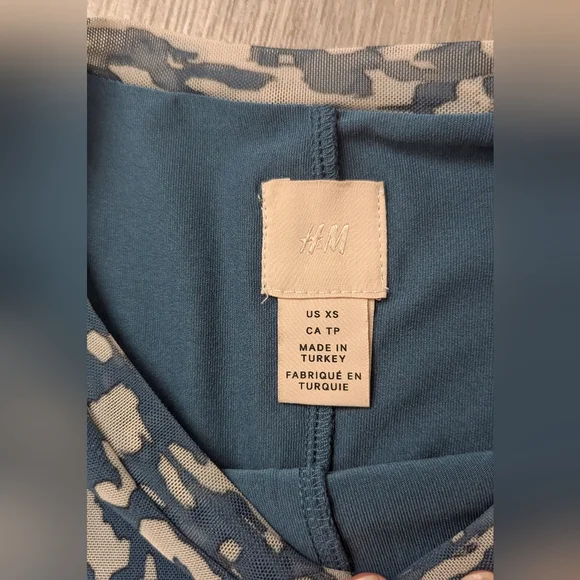 H&M
US XS
CA TP
MADE IN
TURKEY
FABRIQUÉ EN
TURQUIE